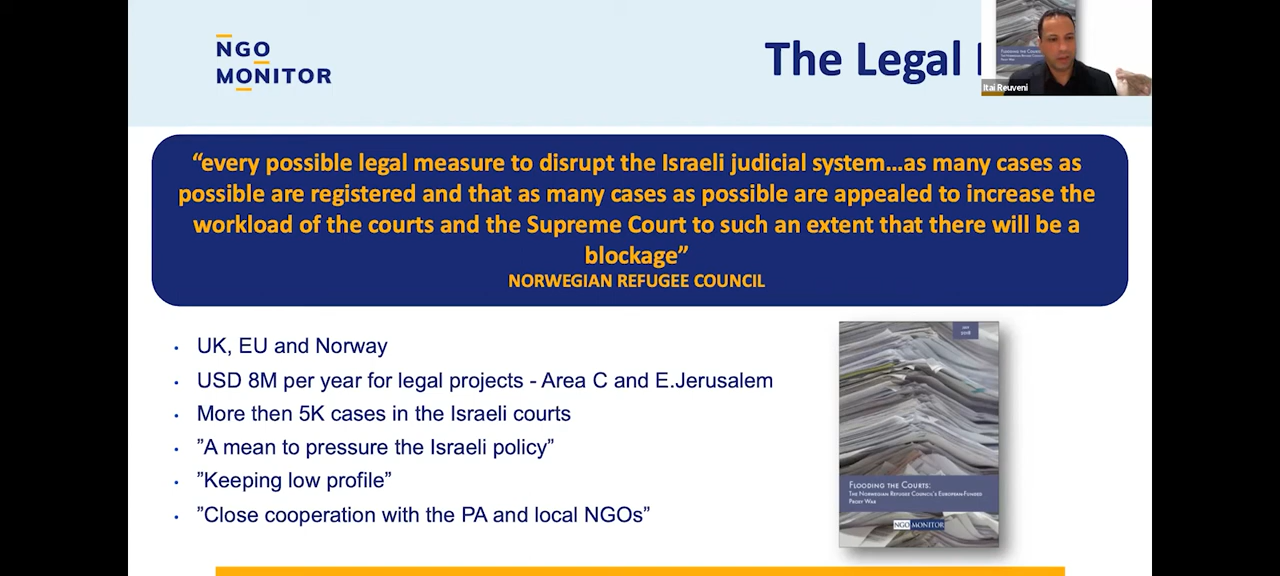 NGO
MONITOR
The Legal
Itai Reuveni
“every possible legal measure to disrupt the Israeli judicial system...as many cases as
possible are registered and that as many cases as possible are appealed to increase the
workload of the courts and the Supreme Court to such an extent that there will be a
blockage”
NORWEGIAN REFUGEE COUNCIL
• UK, EU and Norway
• USD 8M per year for legal projects - Area C and E.Jerusalem
• More then 5K cases in the Israeli courts
• ”A mean to pressure the Israeli policy”
• ”Keeping low profile”
• ”Close cooperation with the PA and local NGOs”
2018
FLOODING THE COURTS:
THE NORWEGIAN REFUGEE COUNCIL'S EUROPEAN-FUNDED
PROXY WAR
NGO MONITOR